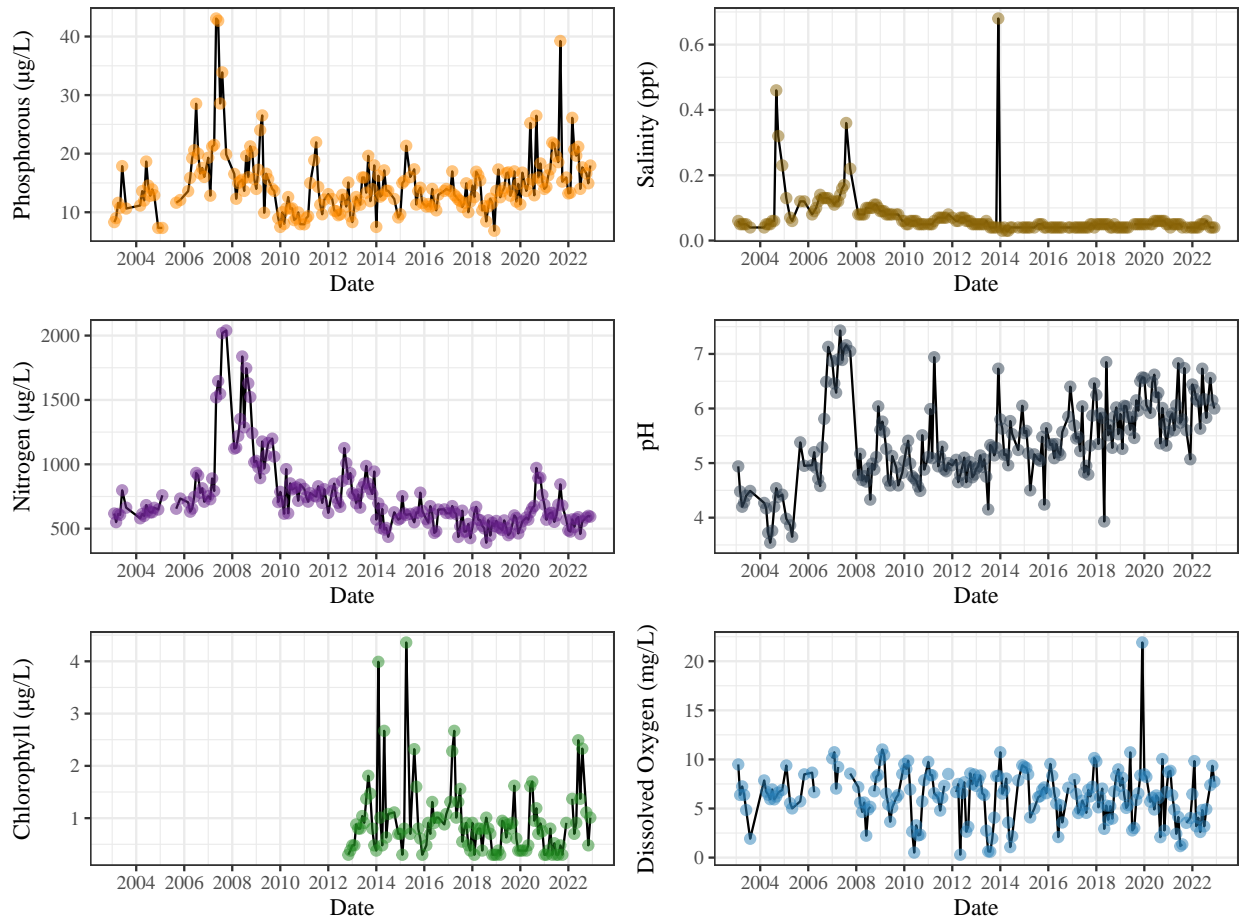 Phosphorous (µg/L)
40
30
20
10
2004 2006 2008 2010 2012 2014 2016 2018 2020 2022
Date
Salinity (ppt)
0.6
0.4
0.2
0.0
2004 2006 2008 2010 2012 2014 2016 2018 2020 2022
Date
Nitrogen (µg/L)
2000
1500
1000
500
2004 2006 2008 2010 2012 2014 2016 2018 2020 2022
Date
pH
7
6
5
4
2004 2006 2008 2010 2012 2014 2016 2018 2020 2022
Date
Chlorophyll (µg/L)
4
3
2
1
2004 2006 2008 2010 2012 2014 2016 2018 2020 2022
Date
Dissolved Oxygen (mg/L)
20
15
10
5
0
2004 2006 2008 2010 2012 2014 2016 2018 2020 2022
Date